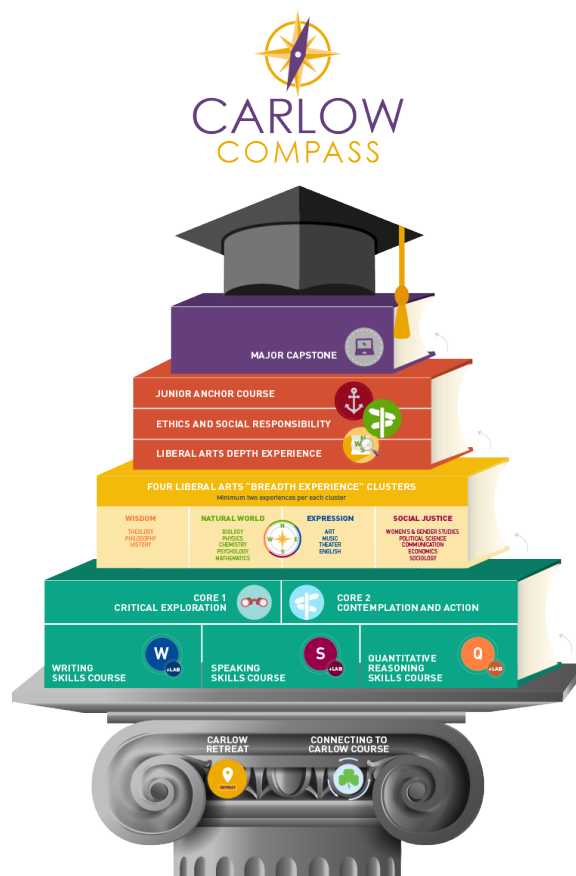 CARLOW
COMPASS
MAJOR CAPSTONE
JUNIOR ANCHOR COURSE
ETHICS AND SOCIAL RESPONSIBILITY
LIBERAL ARTS DEPTH EXPERIENCE
W
FOUR LIBERAL ARTS "BREADTH EXPERIENCE" CLUSTERS
Minimum two experiences per each cluster
WISDOM
THEOLOGY
PHILOSOPHY
HISTORY
NATURAL WORLD
BIOLOGY
PHYSICS
CHEMISTRY
PSYCHOLOGY
MATHEMATICS
N
W
E
S
EXPRESSION
ART
MUSIC
THEATER
ENGLISH
SOCIAL JUSTICE
WOMEN'S & GENDER STUDIES
POLITICAL SCIENCE
COMMUNICATION
ECONOMICS
SOCIOLOGY
CORE 1
CRITICAL EXPLORATION
CORE 2
CONTEMPLATION AND ACTION
WRITING
SKILLS COURSE
W
+LAB
SPEAKING
SKILLS COURSE
S
+LAB
QUANTITATIVE
REASONING
SKILLS COURSE
Q
+LAB
CARLOW
RETREAT
RETREAT
CONNECTING TO
CARLOW COURSE